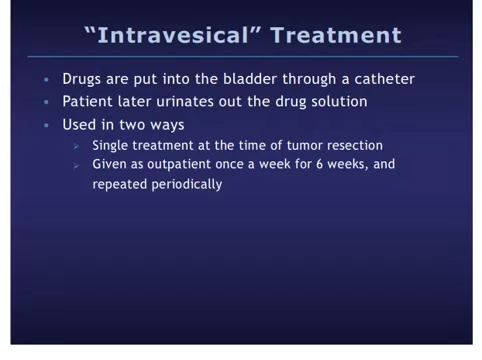 “Intravesical” Treatment
Drugs are put into the bladder through a catheter
Patient later urinates out the drug solution
Used in two ways
Single treatment at the time of tumor resection
Given as outpatient once a week for 6 weeks, and
repeated periodically